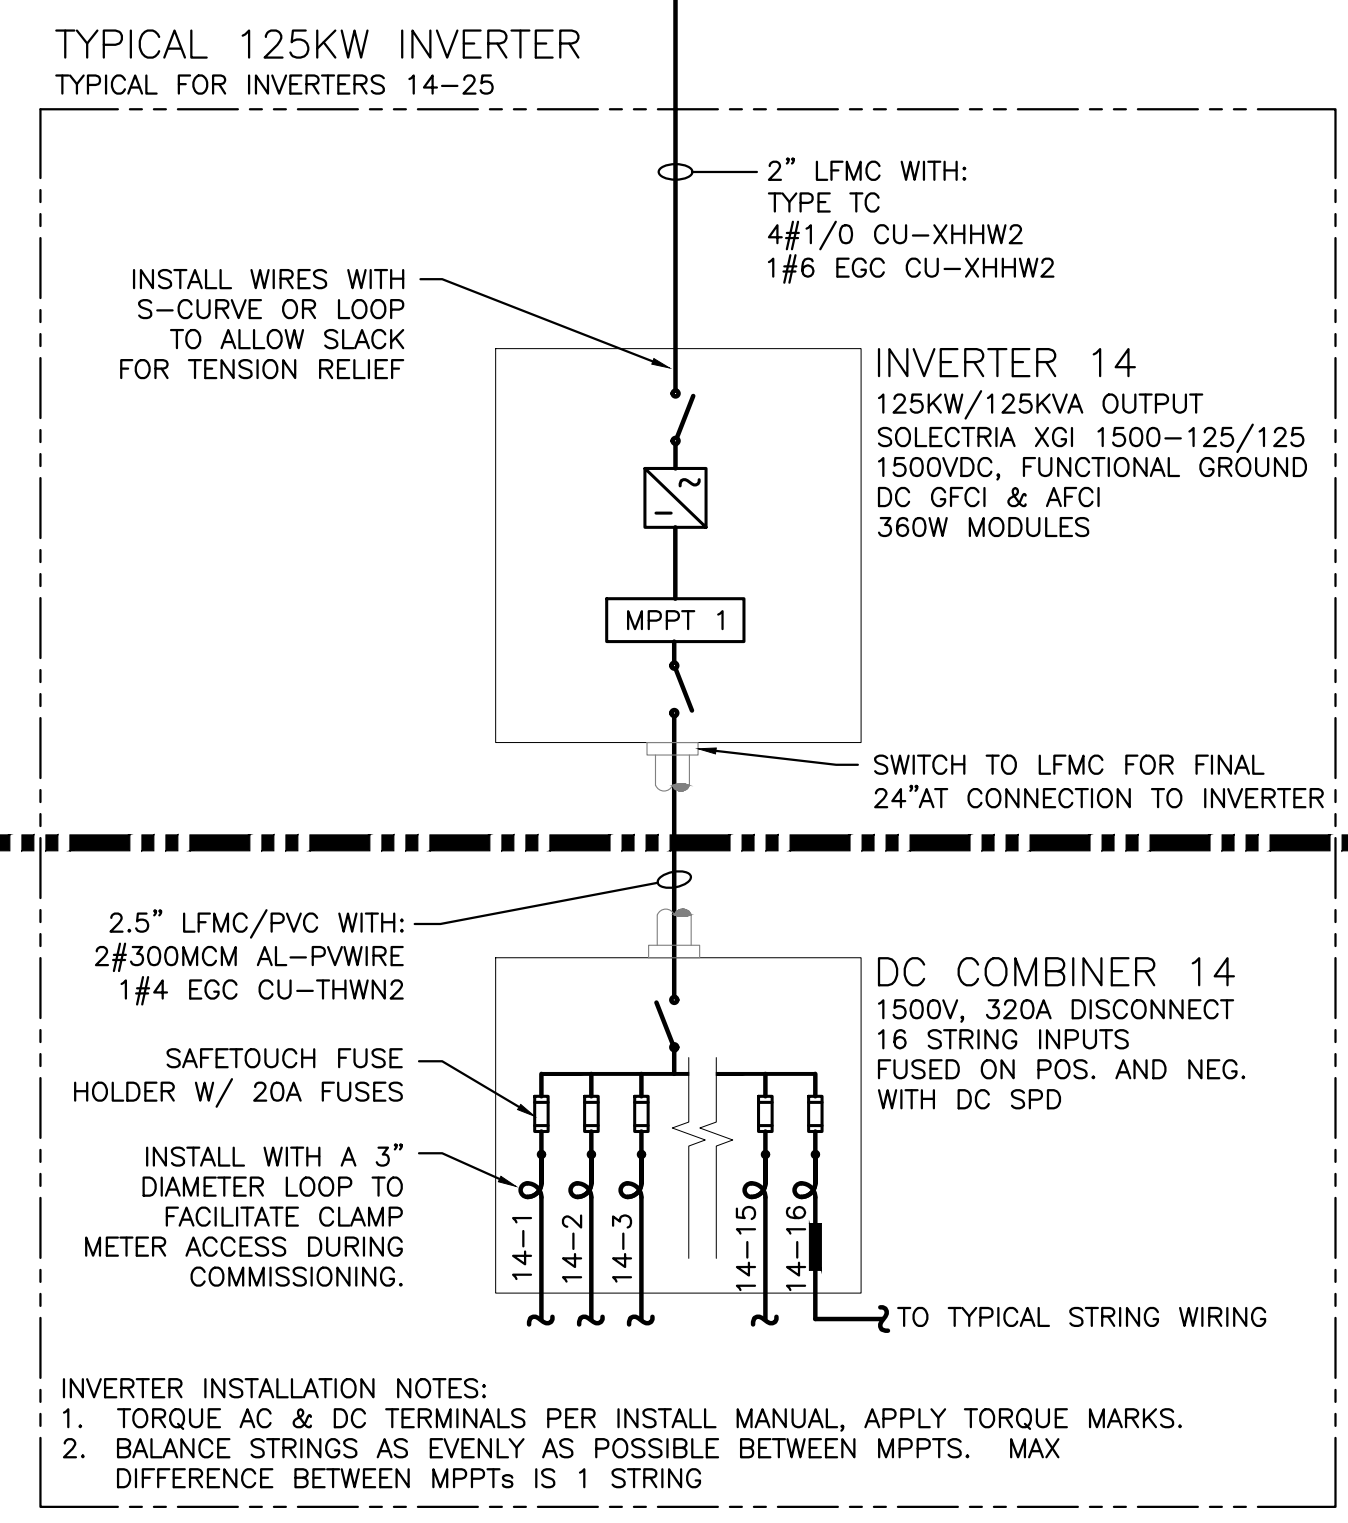 TYPICAL 125KW INVERTER
TYPICAL FOR INVERTERS 14-25
2" LFMC WITH:
TYPE TC
4#1/0 CU-XHHW2
1#6 EGC CU-XHHW2
INSTALL WIRES WITH
S-CURVE OR LOOP
TO ALLOW SLACK
FOR TENSION RELIEF
INVERTER 14
125KW/125KVA OUTPUT
SOLECTRIA XGI 1500-125/125
1500VDC, FUNCTIONAL GROUND
DC GFCI & AFCI
360W MODULES
MPPT 1
SWITCH TO LFMC FOR FINAL
24"AT CONNECTION TO INVERTER
2.5" LFMC/PVC WITH:
2#300MCM AL-PVWIRE
1#4 EGC CU-THWN2
DC COMBINER 14
1500V, 320A DISCONNECT
16 STRING INPUTS
FUSED ON POS. AND NEG.
WITH DC SPD
SAFETOUCH FUSE
HOLDER W/ 20A FUSES
INSTALL WITH A 3"
DIAMETER LOOP TO
FACILITATE CLAMP
METER ACCESS DURING
COMMISSIONING.
14-1
14-2
14-3
14-15
14-16
TO TYPICAL STRING WIRING
INVERTER INSTALLATION NOTES:
1. TORQUE AC & DC TERMINALS PER INSTALL MANUAL, APPLY TORQUE MARKS.
2. BALANCE STRINGS AS EVENLY AS POSSIBLE BETWEEN MPPTS. MAX
DIFFERENCE BETWEEN MPPTs IS 1 STRING